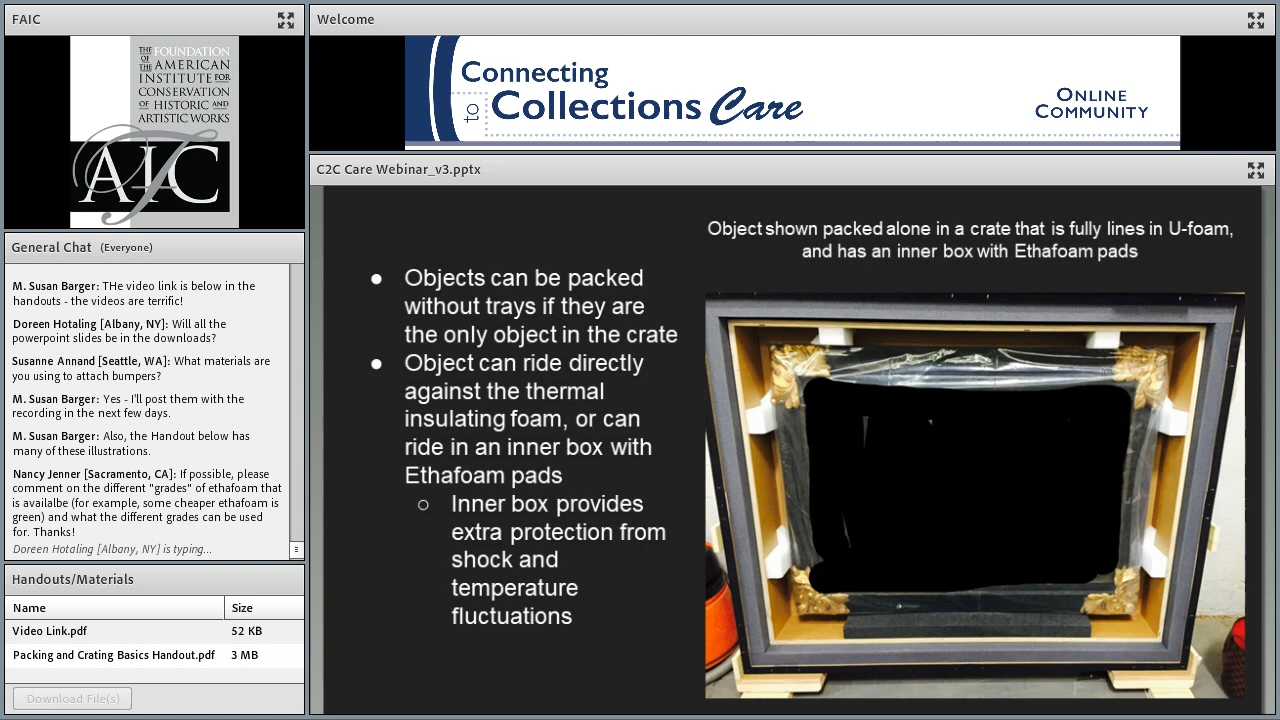 FAIC
THE FOUNDATION
OF THE AMERICAN
INSTITUTE FOR
CONSERVATION
OF HISTORIC AND
ARTISTIC WORKS
AIC
General Chat (Everyone)
M. Susan Barger: THe video link is below in the
handouts - the videos are terrific!
Doreen Hotaling [Albany, NY]: Will all the
powerpoint slides be in the downloads?
Susanne Annand [Seattle, WA]: What materials are
you using to attach bumpers?
M. Susan Barger: Yes - I'll post them with the
recording in the next few days.
M. Susan Barger: Also, the Handout below has
many of these illustrations.
Nancy Jenner [Sacramento, CA]: If possible, please
comment on the different "grades" of ethafoam that
is availalbe (for example, some cheaper ethafoam is
green) and what the different grades can be used
for. Thanks!
Doreen Hotaling [Albany, NY] is typing...
Handouts/Materials
Name Size
Video Link.pdf 52 KB
Packing and Crating Basics Handout.pdf 3 MB
Download File(s)
Welcome
Connecting
to Collections Care
ONLINE
COMMUNITY
C2C Care Webinar_v3.pptx
● Objects can be packed
without trays if they are
the only object in the crate
● Object can ride directly
against the thermal
insulating foam, or can
ride in an inner box with
Ethafoam pads
○ Inner box provides
extra protection from
shock and
temperature
fluctuations
Object shown packed alone in a crate that is fully lines in U-foam,
and has an inner box with Ethafoam pads